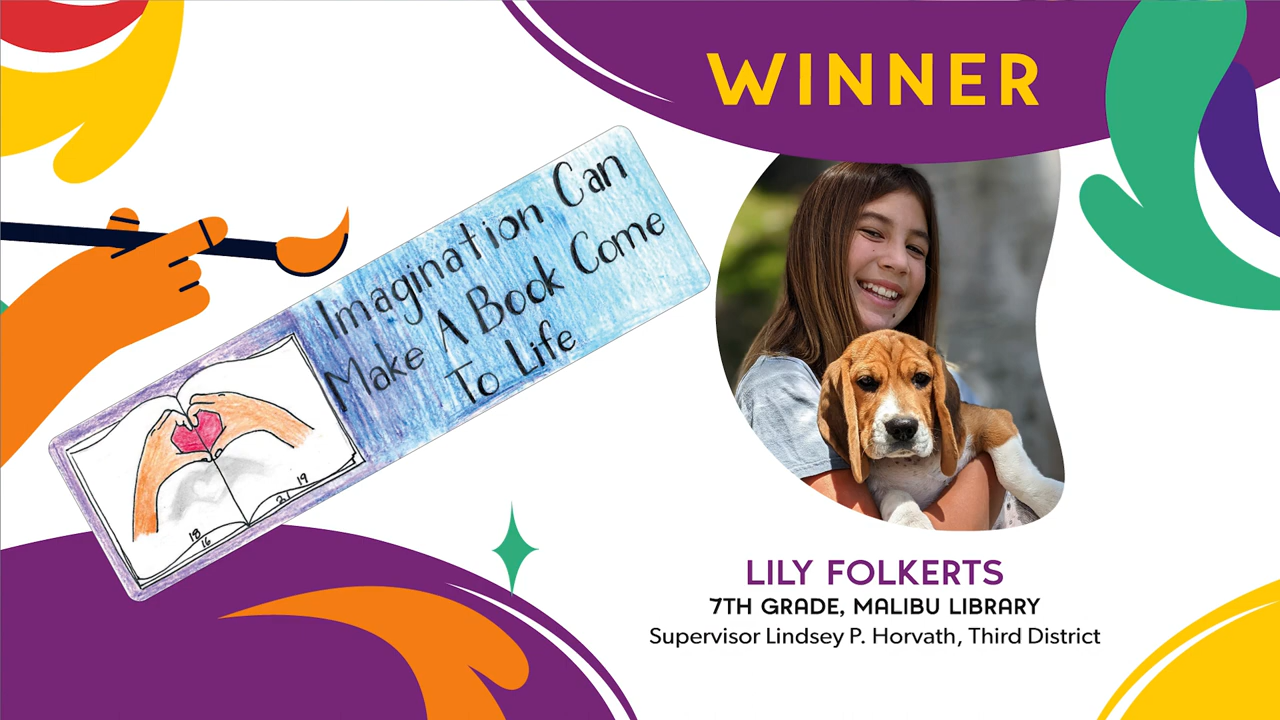 WINNER
Imagination Can
Make A Book Come
To Life
18
16
21
19
LILY FOLKERTS
7TH GRADE, MALIBU LIBRARY
Supervisor Lindsey P. Horvath, Third District